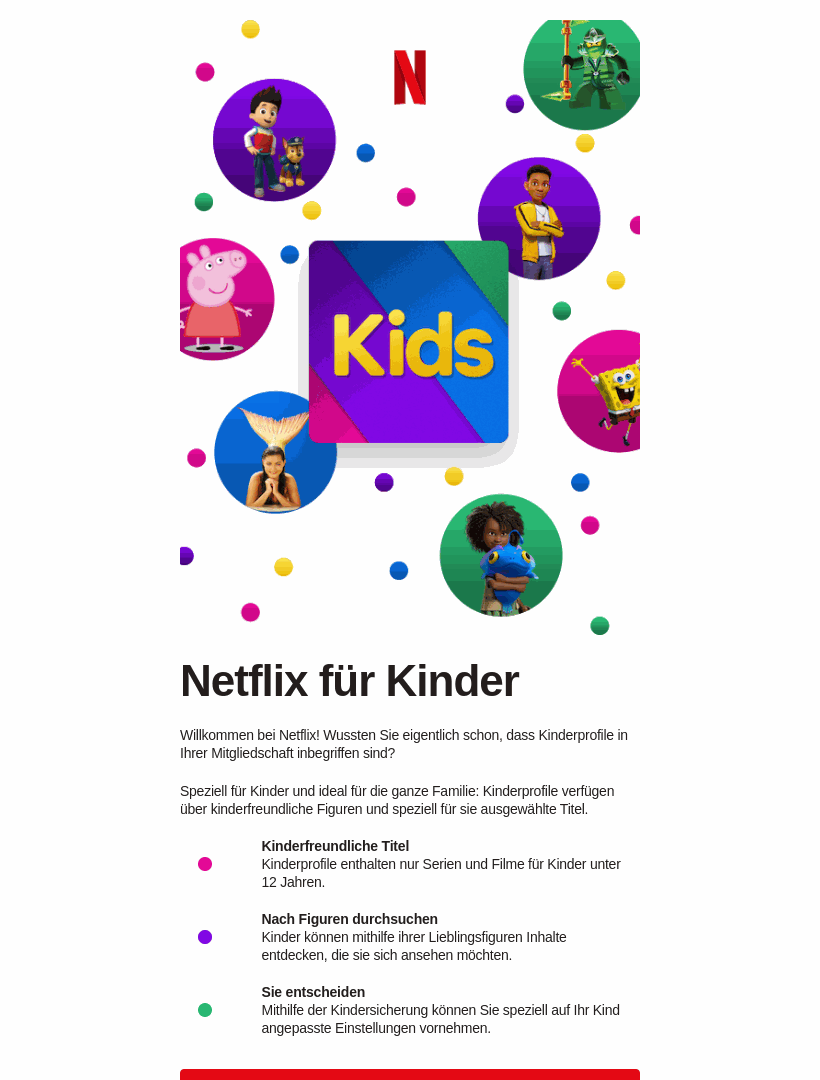 N
Kids
Netflix für Kinder
Willkommen bei Netflix! Wussten Sie eigentlich schon, dass Kinderprofile in
Ihrer Mitgliedschaft inbegriffen sind?
Speziell für Kinder und ideal für die ganze Familie: Kinderprofile verfügen
über kinderfreundliche Figuren und speziell für sie ausgewählte Titel.
Kinderfreundliche Titel
Kinderprofile enthalten nur Serien und Filme für Kinder unter
12 Jahren.
Nach Figuren durchsuchen
Kinder können mithilfe ihrer Lieblingsfiguren Inhalte
entdecken, die sie sich ansehen möchten.
Sie entscheiden
Mithilfe der Kindersicherung können Sie speziell auf Ihr Kind
angepasste Einstellungen vornehmen.